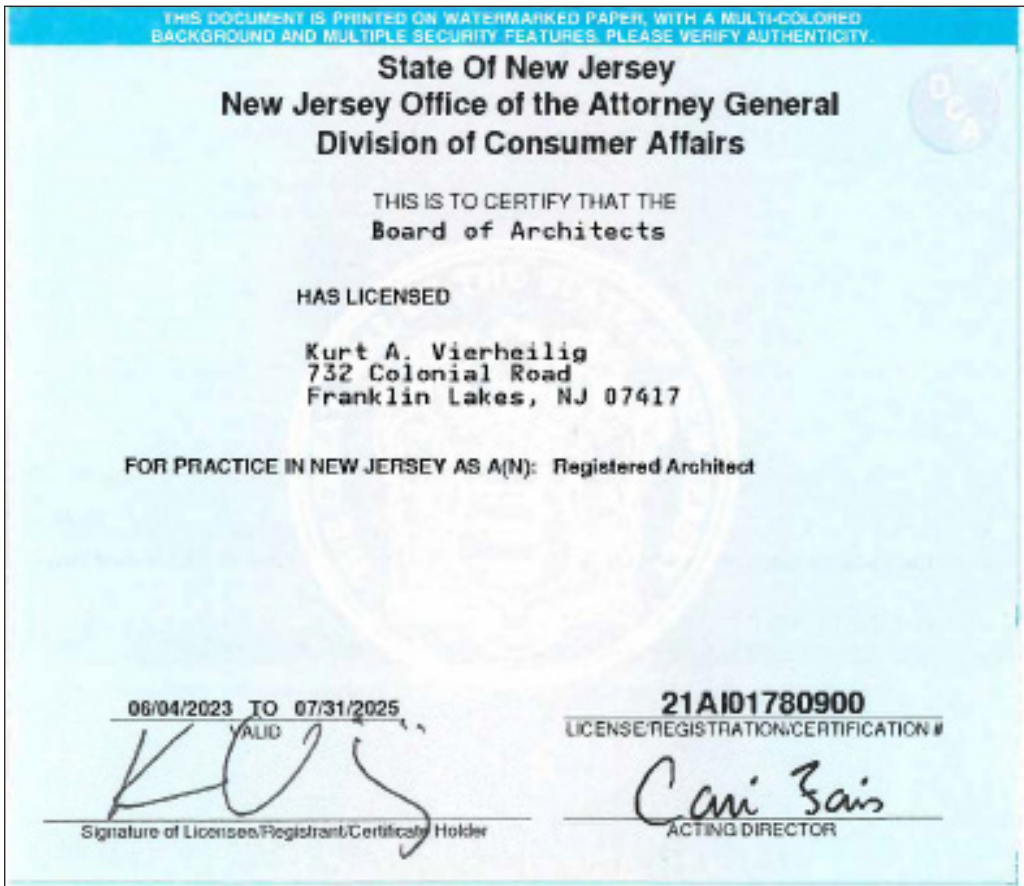 THIS DOCUMENT IS PRINTED ON WATERMARKED PAPER, WITH A MULTI-COLORED
BACKGROUND AND MULTIPLE SECURITY FEATURES. PLEASE VERIFY AUTHENTICITY.
State Of New Jersey
New Jersey Office of the Attorney General
Division of Consumer Affairs
DCA
THIS IS TO CERTIFY THAT THE
Board of Architects
HAS LICENSED
Kurt A. Vierheilig
732 Colonial Road
Franklin Lakes, NJ 07417
FOR PRACTICE IN NEW JERSEY AS A(N): Registered Architect
06/04/2023 TO 07/31/2025
VALID
21AI01780900
LICENSE/REGISTRATION/CERTIFICATION #
Signature of Licensee/Registrant/Certificate Holder
Cari Fais
ACTING DIRECTOR